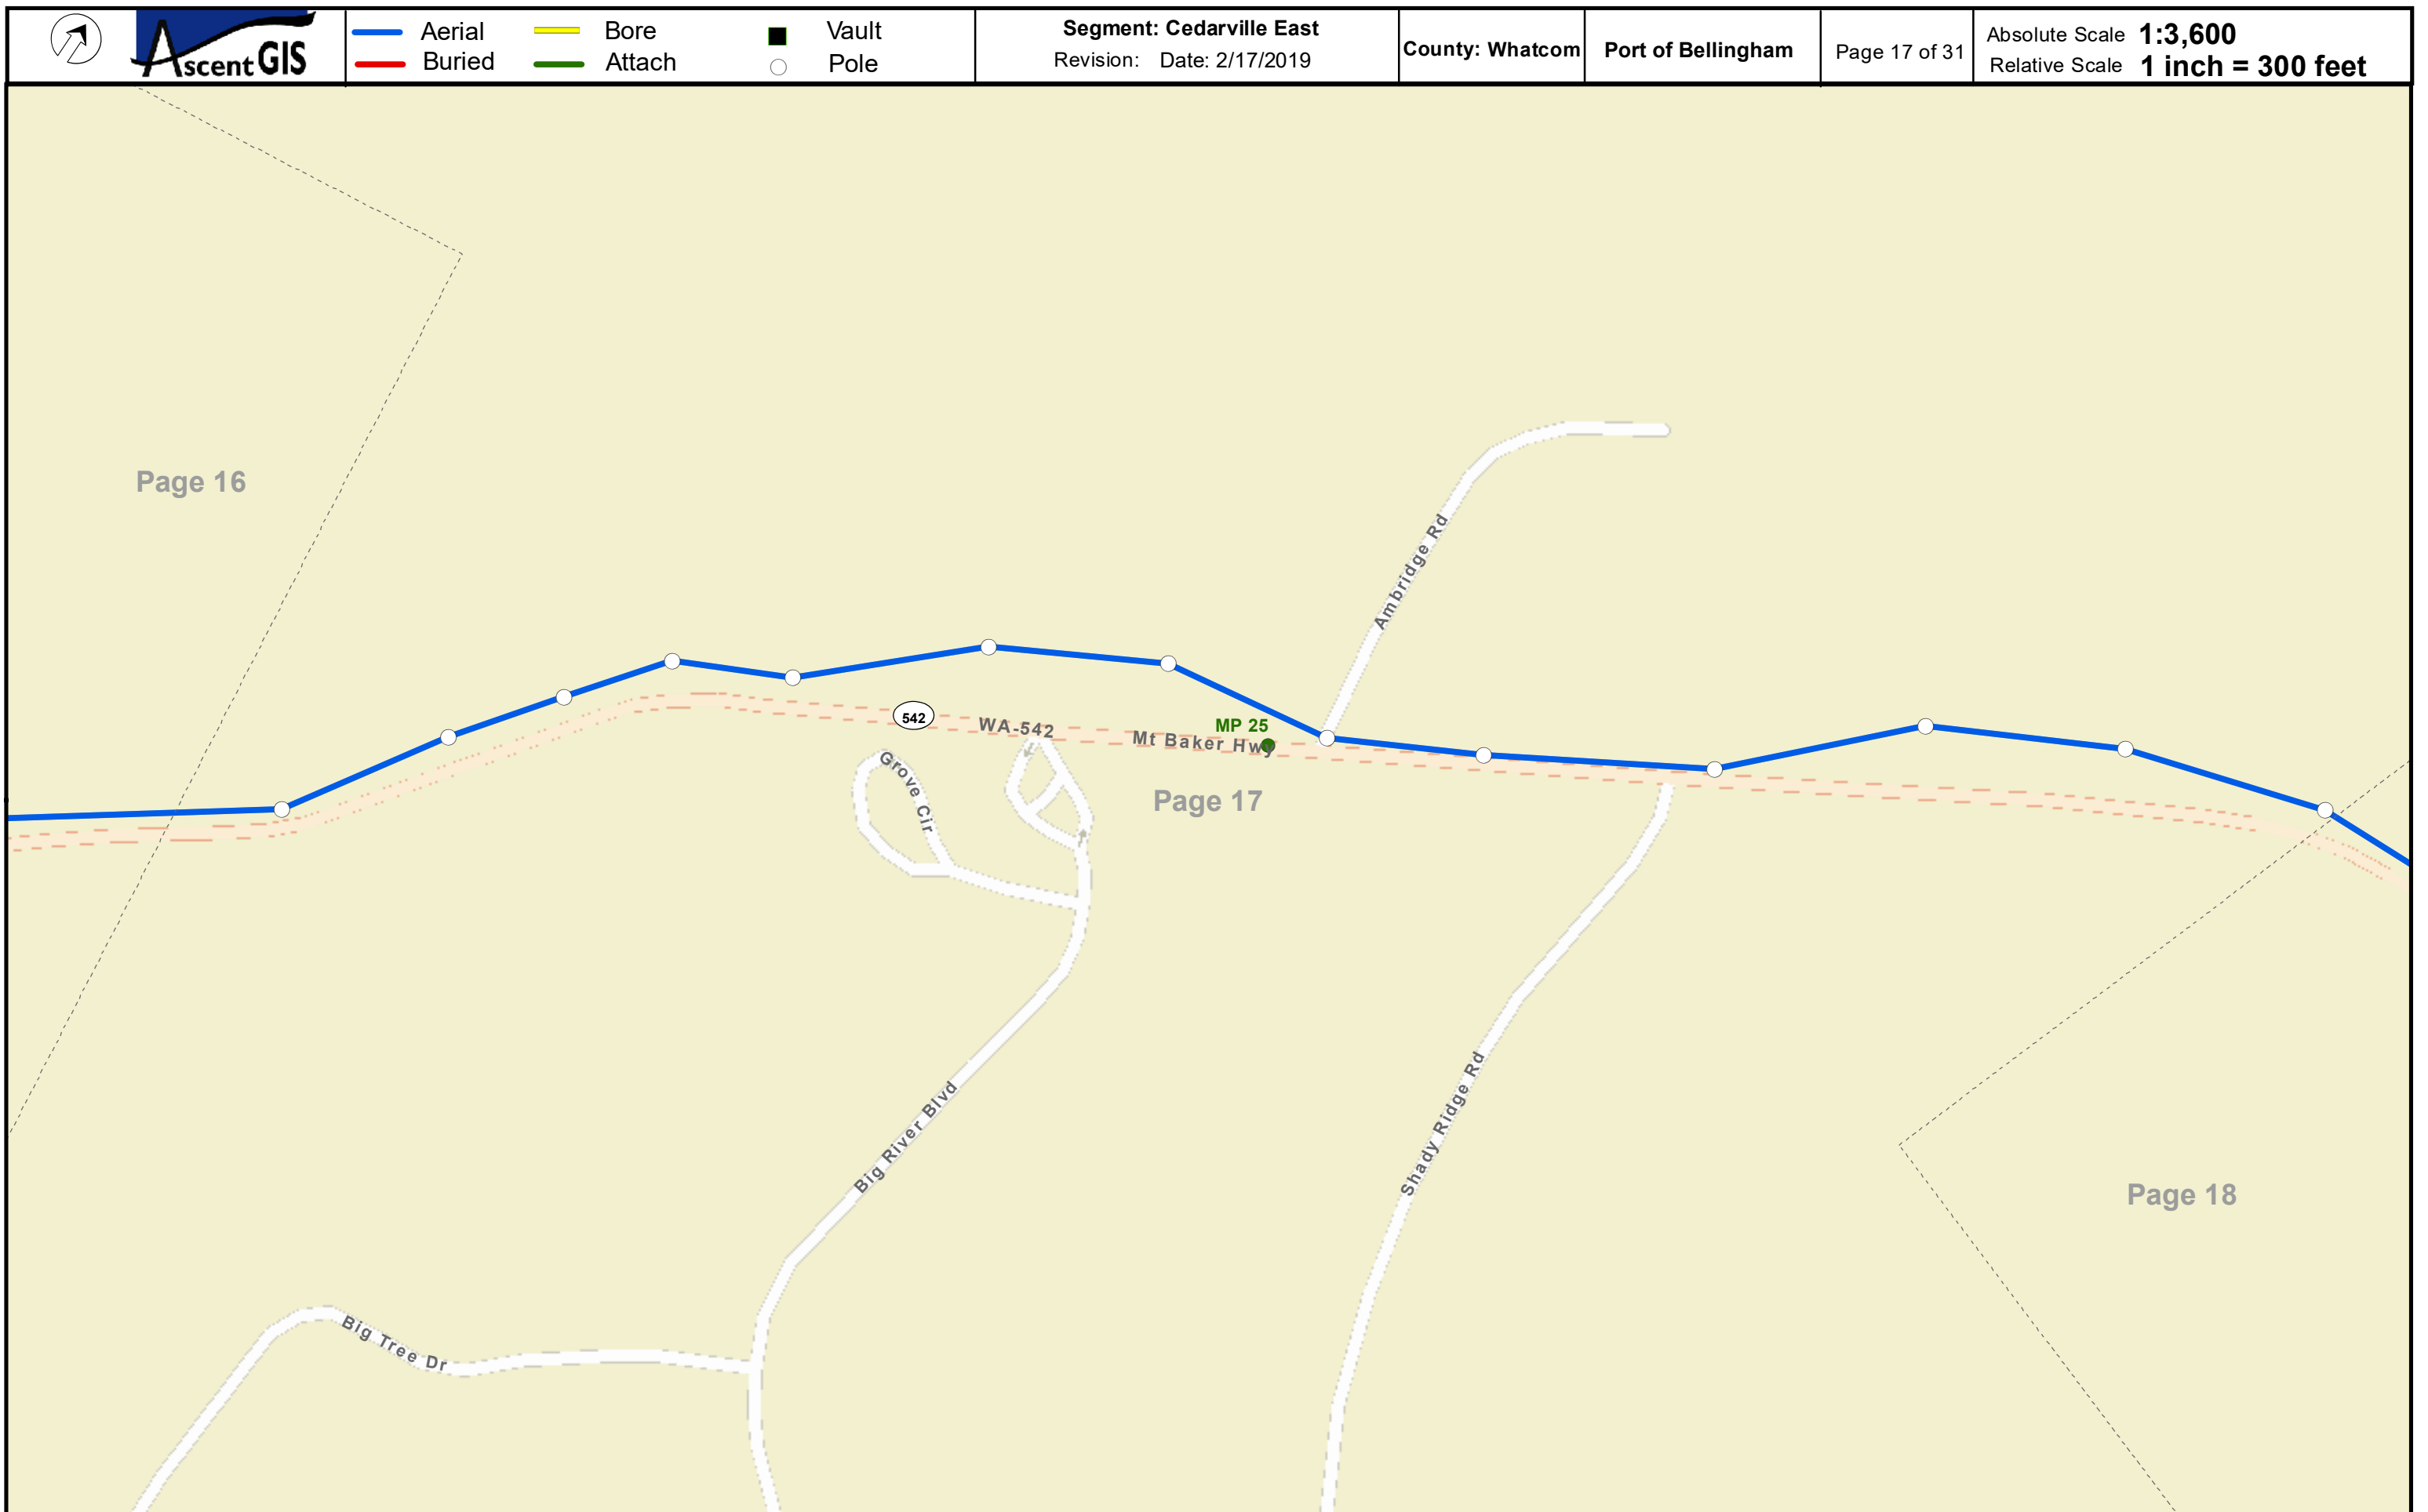 AscentGIS
Aerial
Buried
Bore
Attach
Vault
Pole
Segment: Cedarville East
Revision: Date: 2/17/2019
County: Whatcom
Port of Bellingham
Page 17 of 31
Absolute Scale 1:3,600
Relative Scale 1 inch = 300 feet
Page 16
Ambridge Rd
542
WA-542
MP 25
Mt Baker Hwy
Grove Cir
Page 17
Big River Blvd
Shady Ridge Rd
Page 18
Big Tree Dr